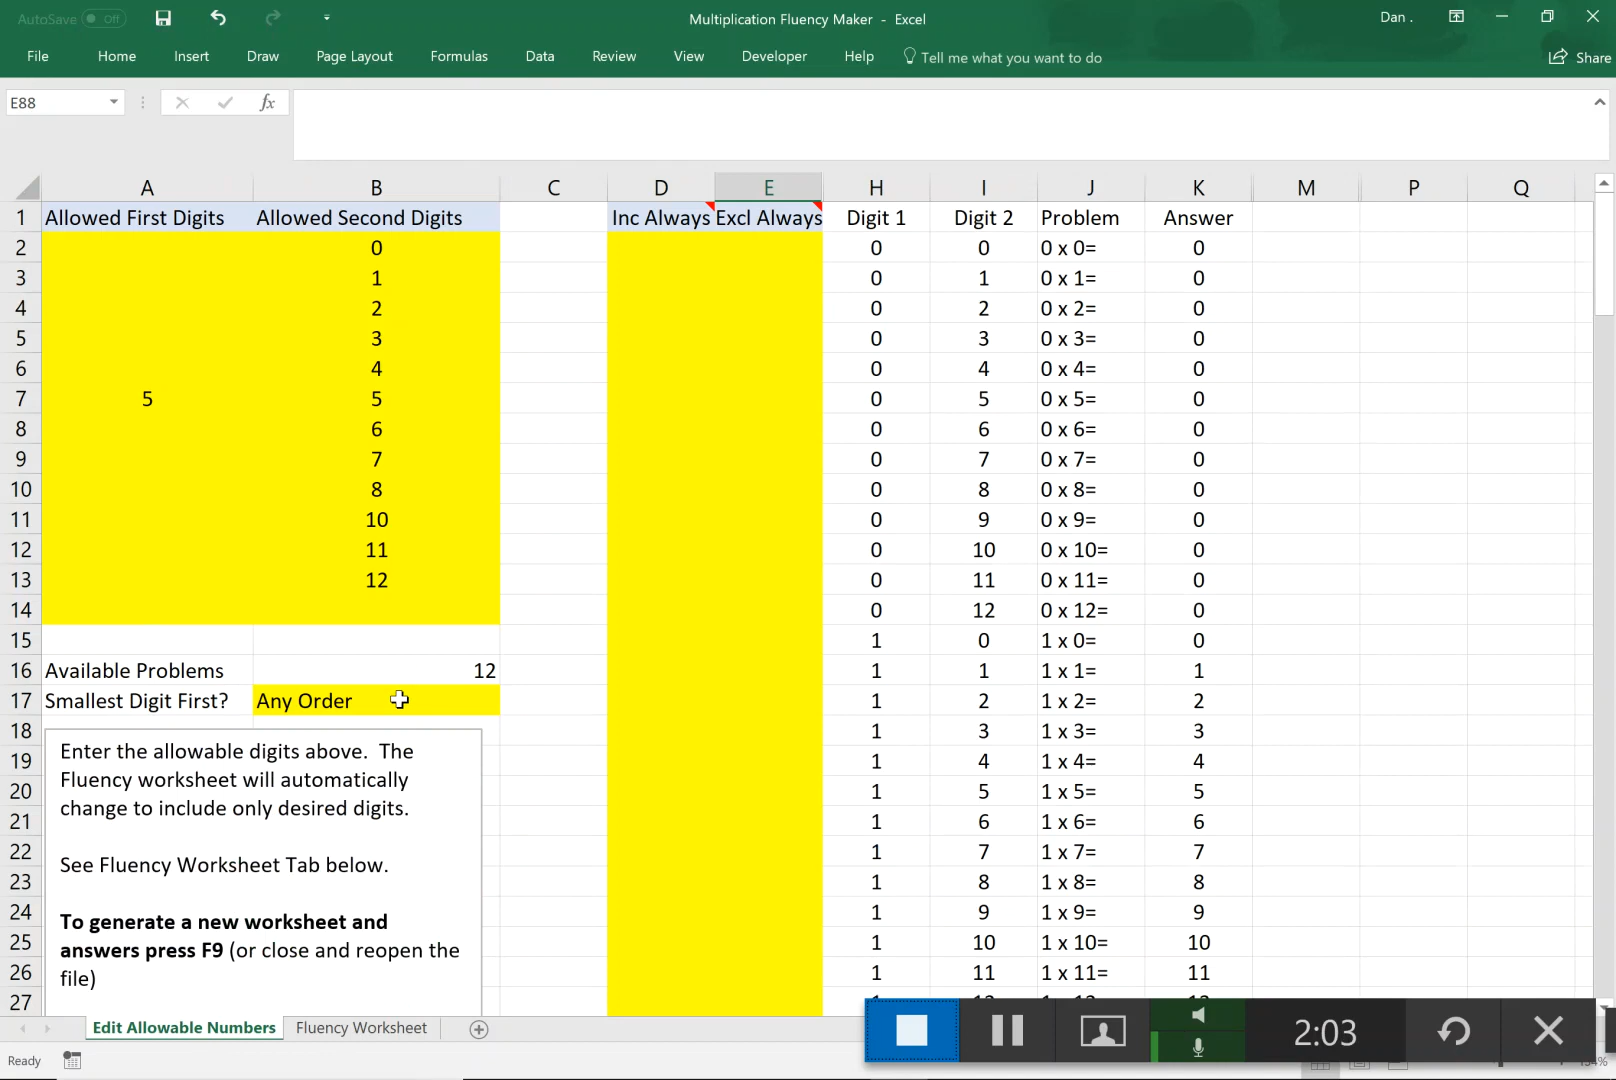 AutoSave Off
Multiplication Fluency Maker - Excel
Dan .
File Home Insert Draw Page Layout Formulas Data Review View Developer Help Tell me what you want to do Share
E88 fx
A B C D E H I J K M P Q
1 Allowed First Digits Allowed Second Digits Inc Always Excl Always Digit 1 Digit 2 Problem Answer
2 0 0 0 0 x 0= 0
3 1 0 1 0 x 1= 0
4 2 0 2 0 x 2= 0
5 3 0 3 0 x 3= 0
6 4 0 4 0 x 4= 0
7 5 5 0 5 0 x 5= 0
8 6 0 6 0 x 6= 0
9 7 0 7 0 x 7= 0
10 8 0 8 0 x 8= 0
11 10 0 9 0 x 9= 0
12 11 0 10 0 x 10= 0
13 12 0 11 0 x 11= 0
14 0 12 0 x 12= 0
15 1 0 1 x 0= 0
16 Available Problems 12 1 1 1 x 1= 1
17 Smallest Digit First? Any Order 1 2 1 x 2= 2
18 1 3 1 x 3= 3
19 1 4 1 x 4= 4
20 1 5 1 x 5= 5
21 1 6 1 x 6= 6
22 1 7 1 x 7= 7
23 1 8 1 x 8= 8
24 1 9 1 x 9= 9
25 1 10 1 x 10= 10
26 1 11 1 x 11= 11
27
Enter the allowable digits above. The
Fluency worksheet will automatically
change to include only desired digits.
See Fluency Worksheet Tab below.
To generate a new worksheet and
answers press F9 (or close and reopen the
file)
Edit Allowable Numbers Fluency Worksheet
2:03
Ready